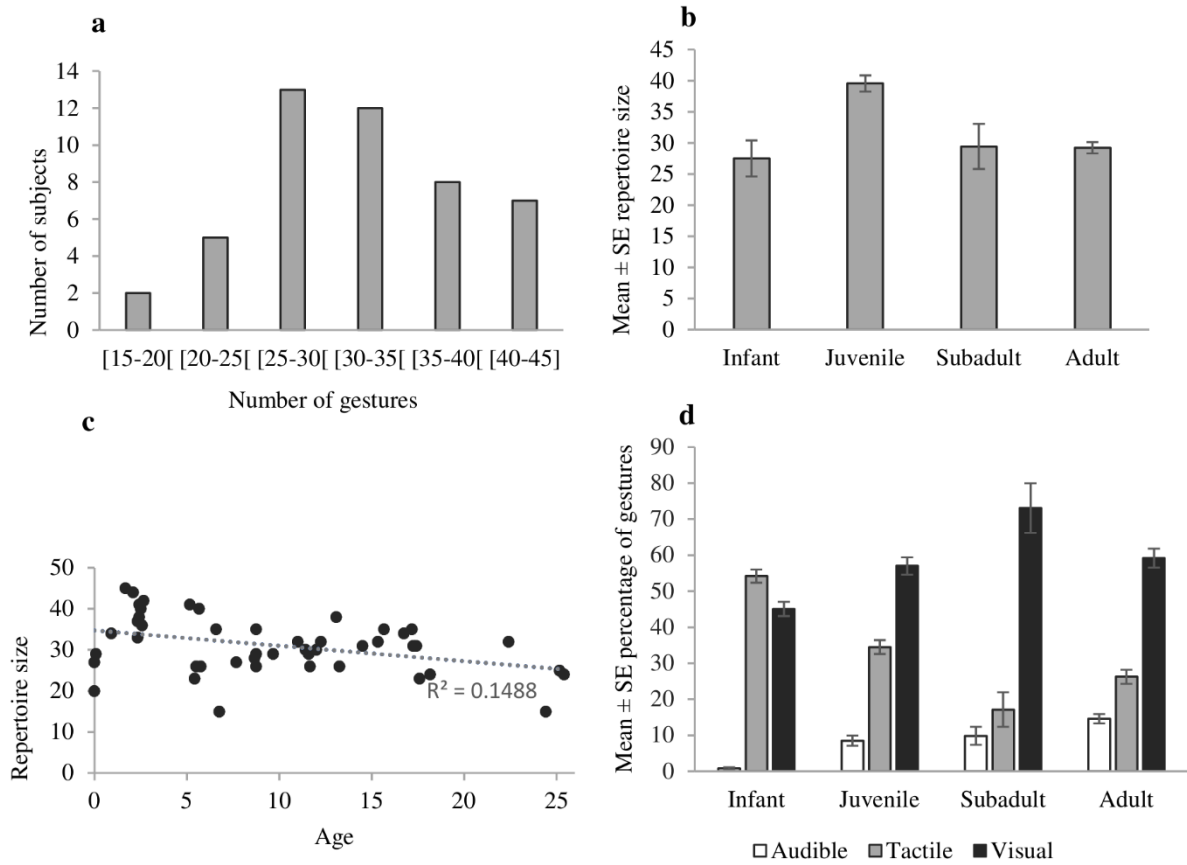 a
Number of subjects
14
12
10
8
6
4
2
0
[15-20[ [20-25[ [25-30[ [30-35[ [35-40[ [40-45]
Number of gestures
b
Mean ± SE repertoire size
45
40
35
30
25
20
15
10
5
0
Infant Juvenile Subadult Adult
c
Repertoire size
50
40
30
20
10
0
R² = 0.1488
0 5 10 15 20 25
Age
d
Mean ± SE percentage of gestures
90
80
70
60
50
40
30
20
10
0
Infant Juvenile Subadult Adult
Audible Tactile Visual